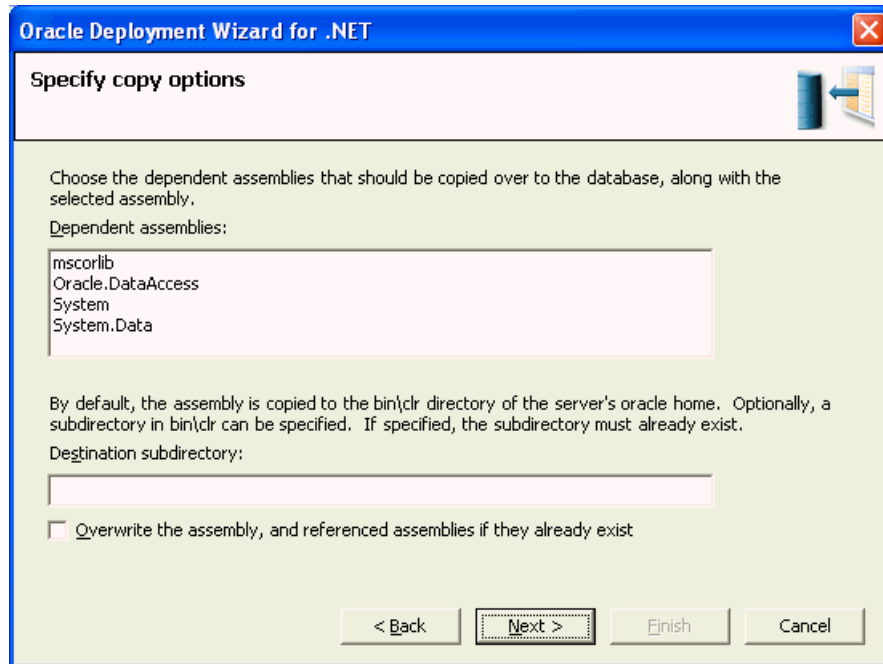 Oracle Deployment Wizard for .NET
Specify copy options
Choose the dependent assemblies that should be copied over to the database, along with the
selected assembly.
Dependent assemblies:
mscorlib
Oracle.DataAccess
System
System.Data
By default, the assembly is copied to the bin\clr directory of the server's oracle home.  Optionally, a
subdirectory in bin\clr can be specified.  If specified, the subdirectory must already exist.
Destination subdirectory:
Overwrite the assembly, and referenced assemblies if they already exist
< Back
Next >
Finish
Cancel